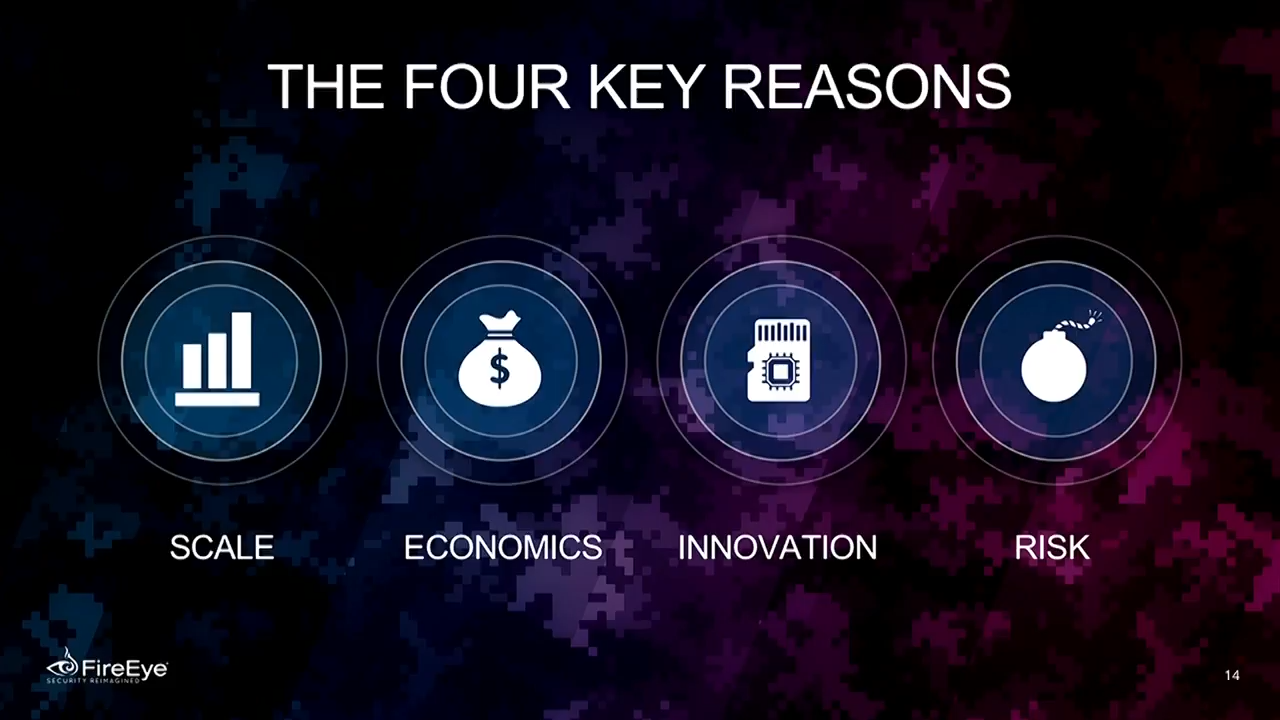 THE FOUR KEY REASONS
$
SCALE
ECONOMICS
INNOVATION
RISK
FireEye
SECURITY REIMAGINED
14